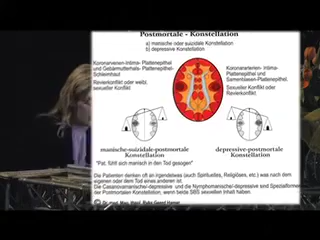 Postmortale - Konstellation
a) manische oder suizidale Konstellation
b) depressive Konstellation
Koronarvenen-Intima- Plattenepithel
und Gebärmutterhals- Plattenepithel-
Schleimhaut
Revierkonflikt oder weibl.
sexueller Konflikt
Koronararterien- Intima-
Plattenepithel und
Samenblasen-Plattenepithel.
Sexueller Konflikt oder
Revierkonflikt
manische-suizidale-postmortale
Konstellation
"Pat. fühlt sich manisch in den Tod gesogen"
depressive-postmortale
Konstellation
Die Patienten denken oft an irgendetwas (auch Spirituelles, Religiöses, etc.) was nach dem
eigenen oder dem Tod eines anderen ist.
Die Casanovamanische/-depressive und die Nymphomanische/-depressive sind Spezialformen
der Postmortalen Konstellation, wenn beide SBS sexuellen Inhalt haben.
© Dr. med. Mag. theol. Ryke Geerd Hamer